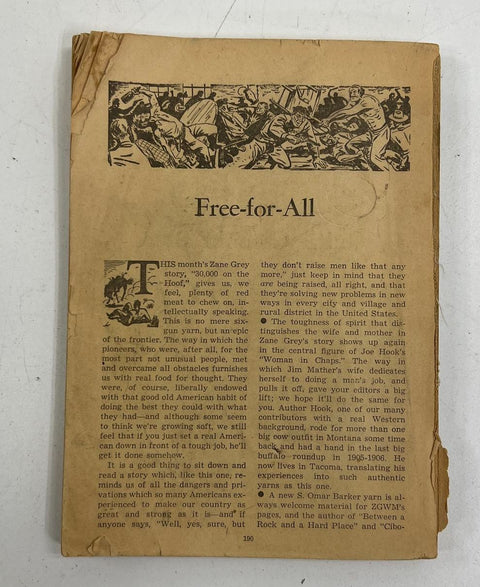 Free-for-All
THIS month's Zane Grey
story, "30,000 on the
Hoof," gives us, we
feel, plenty of red
meat to chew on, in-
tellectually speaking.
This is no mere six-
gun yarn, but an epic
of the frontier. The way in which the
pioneers, who were, after all, for the
most part not unusual people, met
and overcame all obstacles furnishes
us with real food for thought. They
were, of course, liberally endowed
with that good old American habit of
doing the best they could with what
they had—and although some seem
to think we're growing soft, we still
feel that if you just set a real Ameri-
can down in front of a tough job, he'll
get it done somehow.
It is a good thing to sit down and
read a story which, like this one, re-
minds us of all the dangers and pri-
vations which so many Americans ex-
perienced to make our country as
great and strong as it is—and if
anyone says, "Well, yes, sure, but
they don't raise men like that any
more," just keep in mind that they
are being raised, all right, and that
they're solving new problems in new
ways in every city and village and
rural district in the United States.
● The toughness of spirit that dis-
tinguishes the wife and mother in
Zane Grey's story shows up again
in the central figure of Joe Hook's
"Woman in Chaps." The way in
which Jim Mather's wife dedicates
herself to doing a man's job, and
pulls it off, gave your editors a big
lift; we hope it'll do the same for
you. Author Hook, one of our many
contributors with a real Western
background, rode for more than one
big cow outfit in Montana some time
back and had a hand in the last big
buffalo roundup in 1905-1906. He
now lives in Tacoma, translating his
experiences into such authentic
yarns as this one.
● A new S. Omar Barker yarn is al-
ways welcome material for ZGWM's
pages, and the author of "Between a
Rock and a Hard Place" and "Cibo-
190